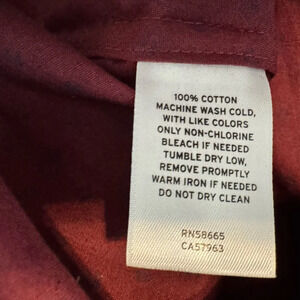 100% COTTON
MACHINE WASH COLD,
WITH LIKE COLORS
ONLY NON-CHLORINE
BLEACH IF NEEDED
TUMBLE DRY LOW,
REMOVE PROMPTLY
WARM IRON IF NEEDED
DO NOT DRY CLEAN
RN58665
CA57963